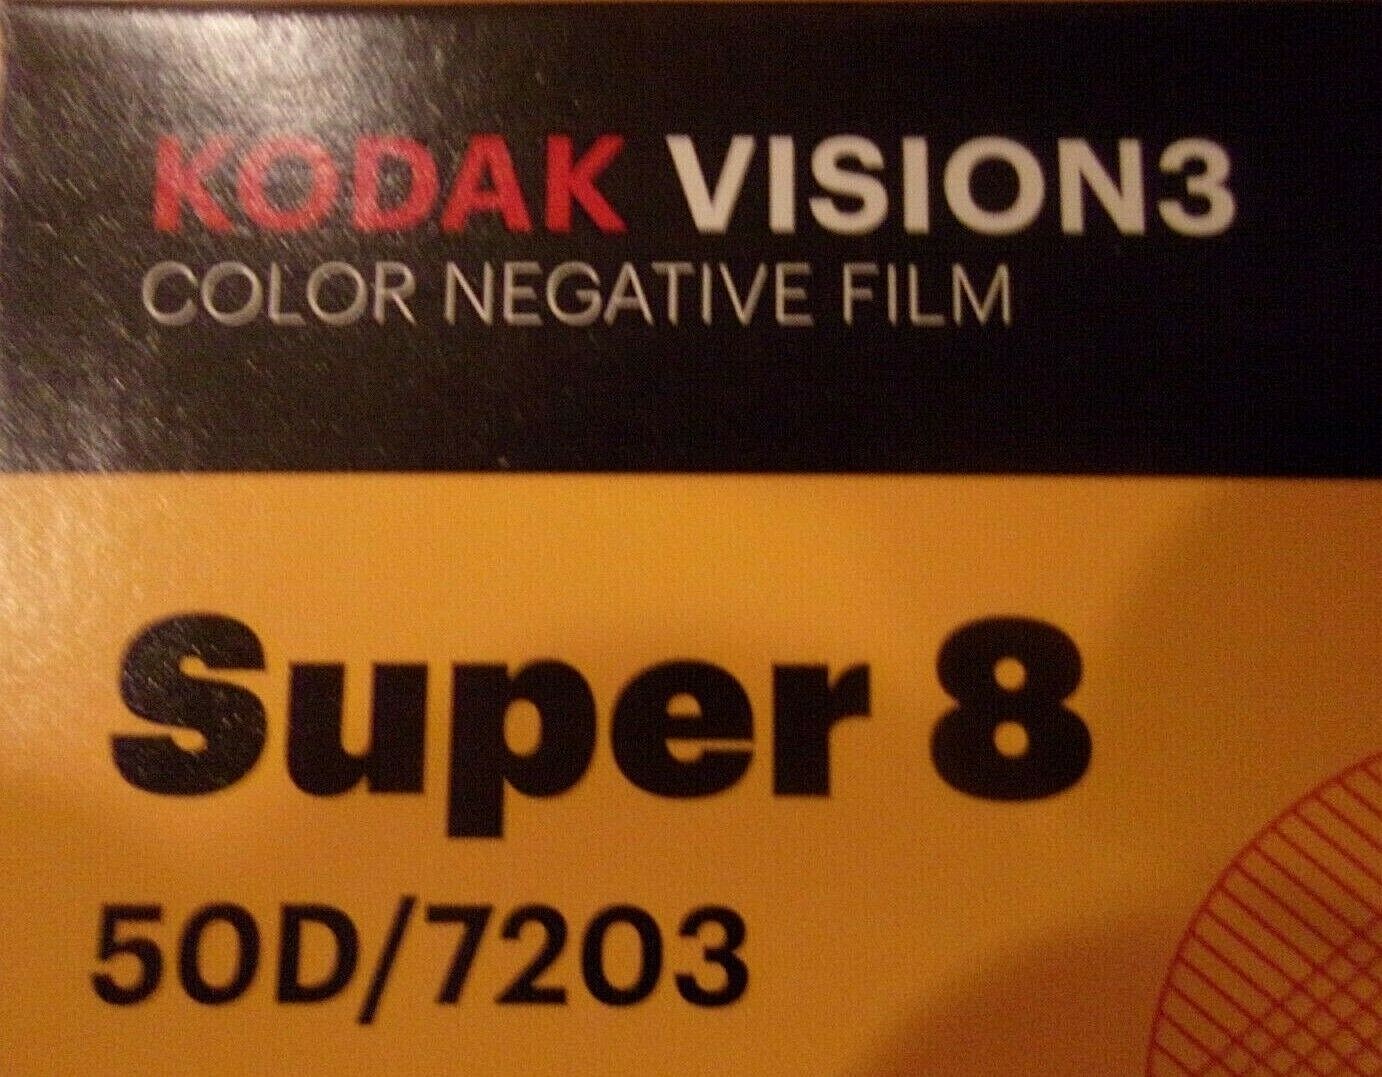 KODAK VISION3
COLOR NEGATIVE FILM
Super 8
50D/7203